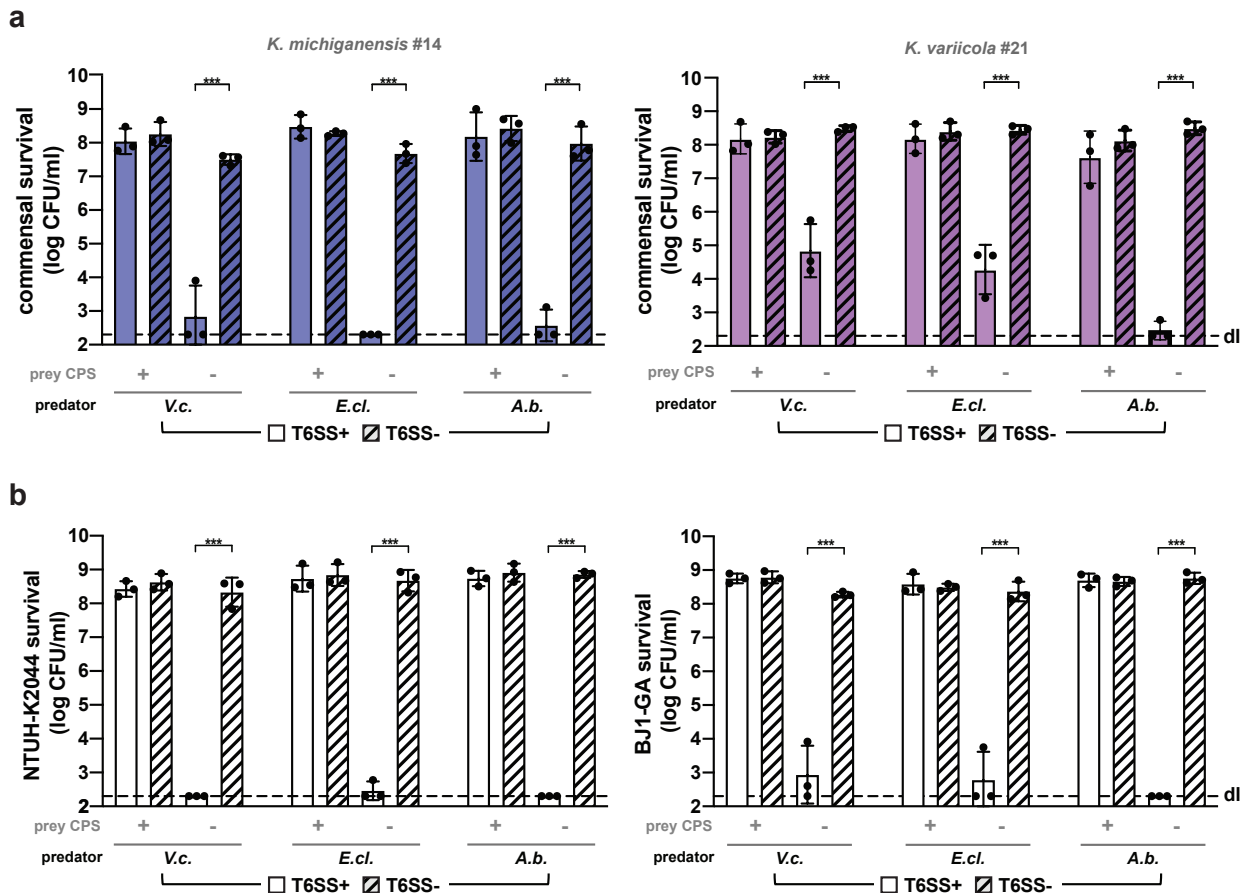 a
K. michiganensis #14
K. variicola #21
commensal survival
(log CFU/ml)
10
9
8
7
6
5
4
3
2
*** *** ***
prey CPS + - + - + -
predator V.c. E.cl. A.b.
T6SS+ T6SS-
commensal survival
(log CFU/ml)
10
9
8
7
6
5
4
3
2
*** *** ***
dl
prey CPS + - + - + -
predator V.c. E.cl. A.b.
T6SS+ T6SS-
b
NTUH-K2044 survival
(log CFU/ml)
10
9
8
7
6
5
4
3
2
*** *** ***
prey CPS + - + - + -
predator V.c. E.cl. A.b.
T6SS+ T6SS-
BJ1-GA survival
(log CFU/ml)
10
9
8
7
6
5
4
3
2
*** *** ***
dl
prey CPS + - + - + -
predator V.c. E.cl. A.b.
T6SS+ T6SS-